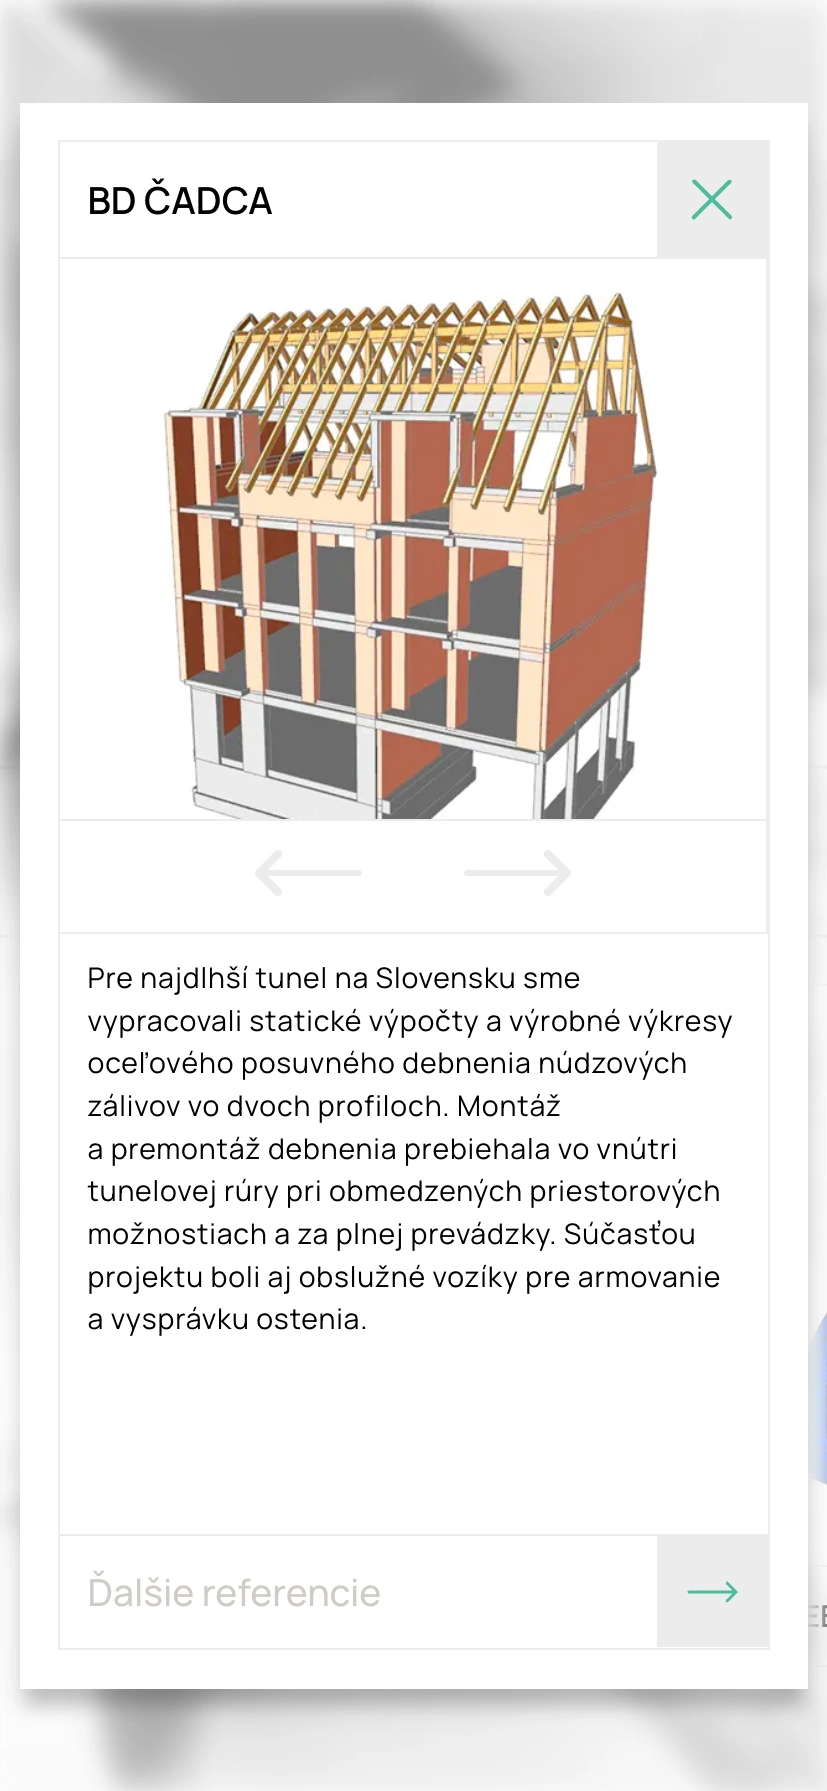 BD ČADCA
Pre najdlhší tunel na Slovensku sme
vypracovali statické výpočty a výrobné výkresy
oceľového posuvného debnenia núdzových
zálivov vo dvoch profiloch. Montáž
a premontáž debnenia prebiehala vo vnútri
tunelovej rúry pri obmedzených priestorových
možnostiach a za plnej prevádzky. Súčasťou
projektu boli aj obslužné vozíky pre armovanie
a vysprávku ostenia.
Ďalšie referencie